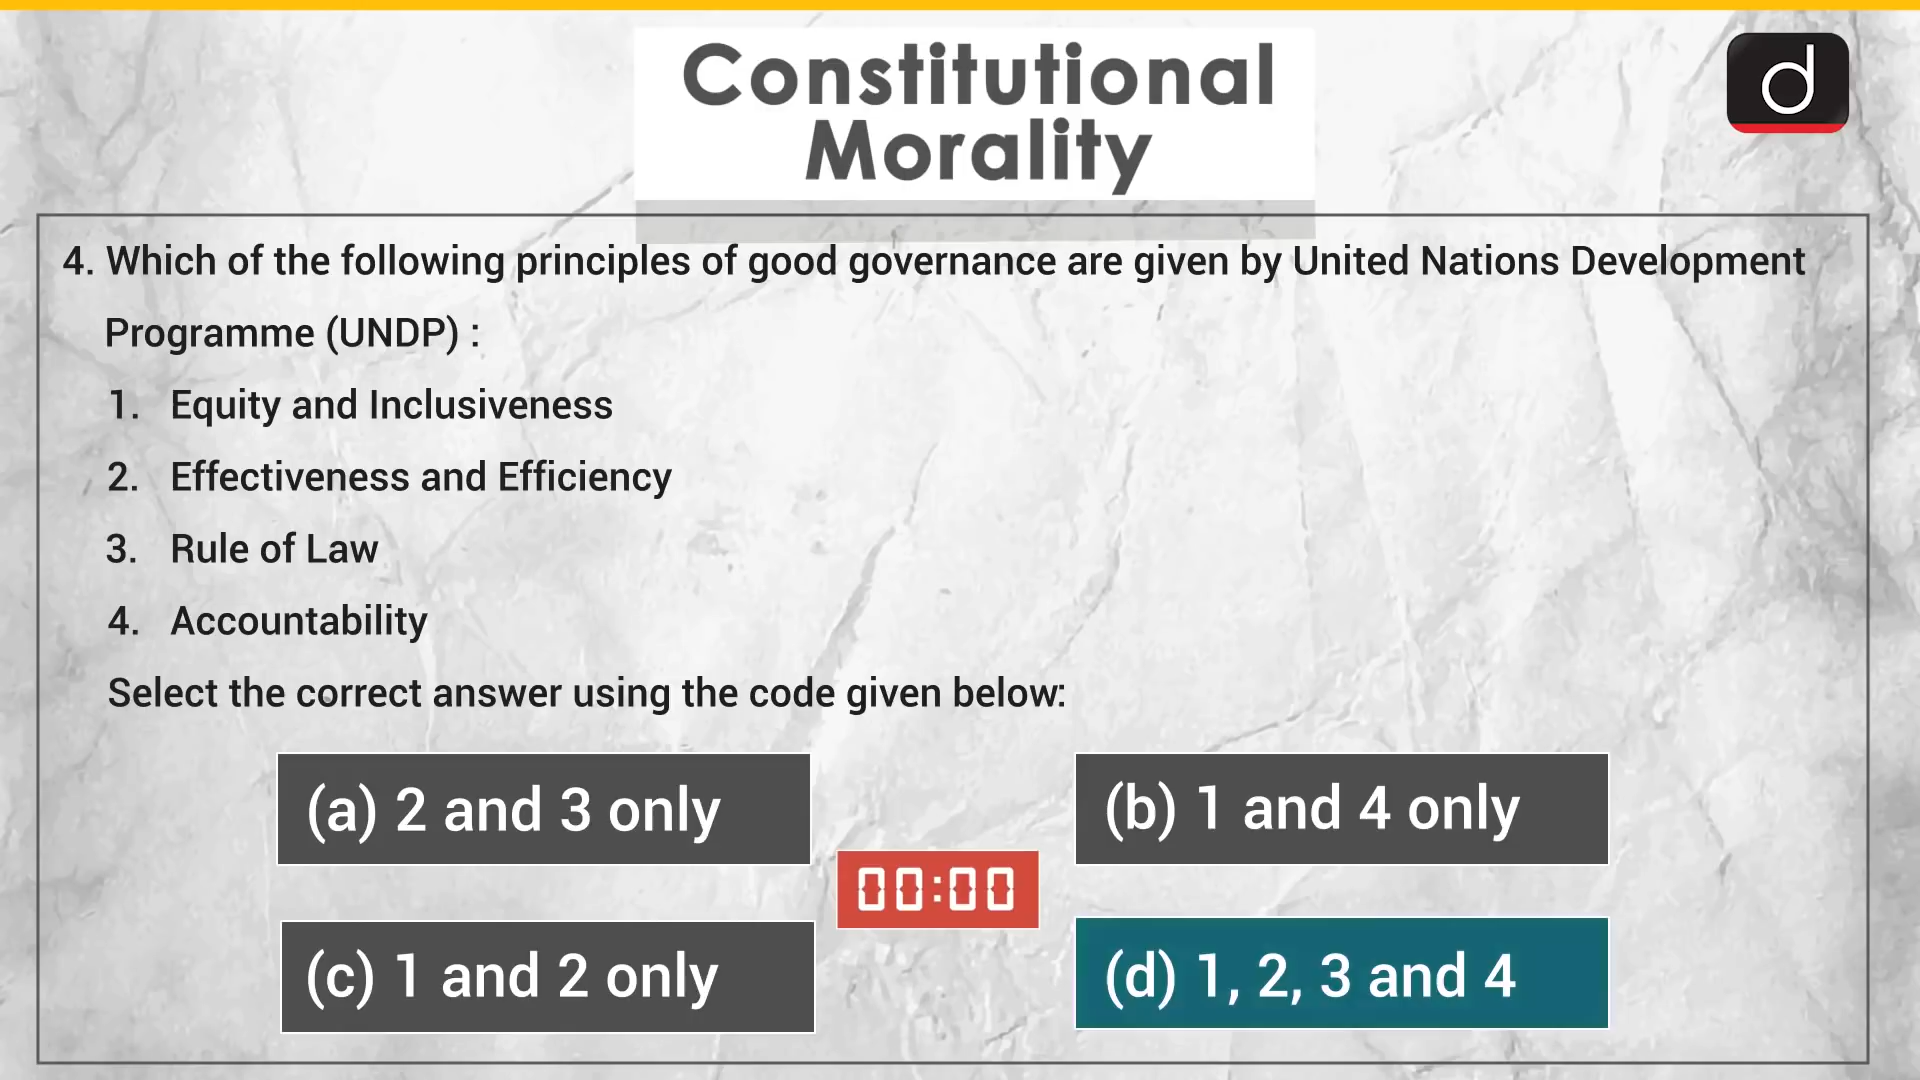 Constitutional
Morality
d
4. Which of the following principles of good governance are given by United Nations Development
Programme (UNDP) :
1. Equity and Inclusiveness
2. Effectiveness and Efficiency
3. Rule of Law
4. Accountability
Select the correct answer using the code given below:
(a) 2 and 3 only
(b) 1 and 4 only
00:00
(c) 1 and 2 only
(d) 1, 2, 3 and 4